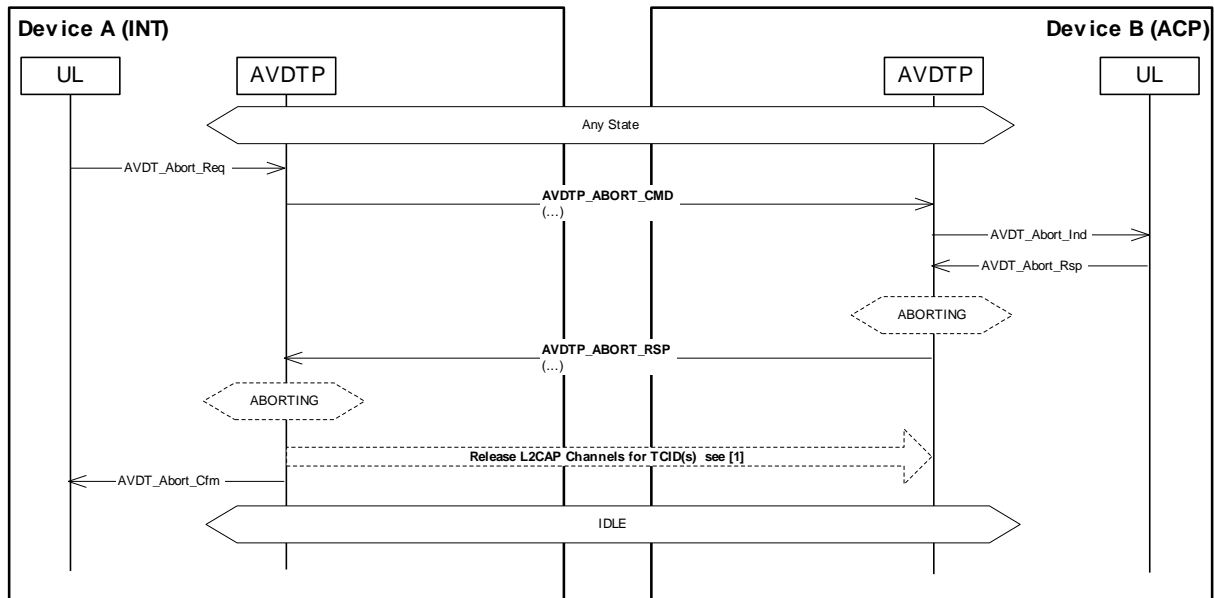 Device A (INT)
Device B (ACP)
UL
AVDTP
AVDTP
UL
Any State
AVDT_Abort_Req
AVDTP_ABORT_CMD
(...)
AVDT_Abort_Ind
AVDT_Abort_Rsp
ABORTING
AVDTP_ABORT_RSP
(...)
ABORTING
Release L2CAP Channels for TCID(s) see [1]
AVDT_Abort_Cfm
IDLE